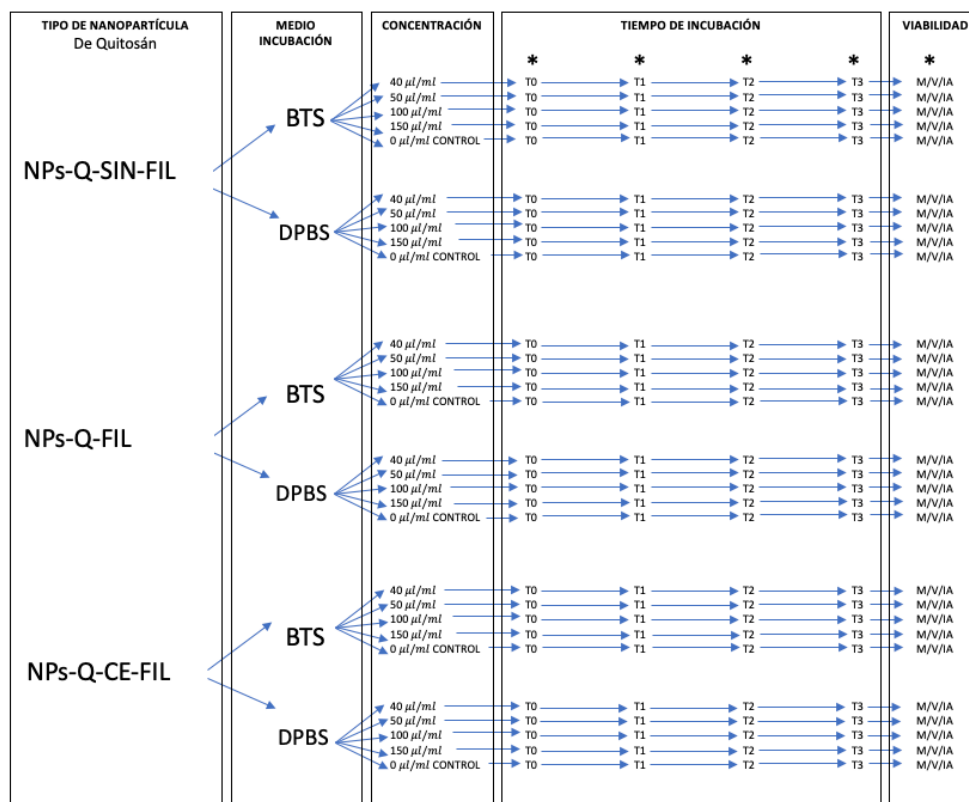 TIPO DE NANOPARTÍCULA
De Quitosán
MEDIO
INCUBACIÓN
CONCENTRACIÓN
TIEMPO DE INCUBACIÓN
VIABILIDAD
* * * * *
NPs-Q-SIN-FIL
BTS
40 μl/ml T0 T1 T2 T3 M/V/IA
50 μl/ml T0 T1 T2 T3 M/V/IA
100 μl/ml T0 T1 T2 T3 M/V/IA
150 μl/ml T0 T1 T2 T3 M/V/IA
0 μl/ml CONTROL T0 T1 T2 T3 M/V/IA
DPBS
40 μl/ml T0 T1 T2 T3 M/V/IA
50 μl/ml T0 T1 T2 T3 M/V/IA
100 μl/ml T0 T1 T2 T3 M/V/IA
150 μl/ml T0 T1 T2 T3 M/V/IA
0 μl/ml CONTROL T0 T1 T2 T3 M/V/IA
NPs-Q-FIL
BTS
40 μl/ml T0 T1 T2 T3 M/V/IA
50 μl/ml T0 T1 T2 T3 M/V/IA
100 μl/ml T0 T1 T2 T3 M/V/IA
150 μl/ml T0 T1 T2 T3 M/V/IA
0 μl/ml CONTROL T0 T1 T2 T3 M/V/IA
DPBS
40 μl/ml T0 T1 T2 T3 M/V/IA
50 μl/ml T0 T1 T2 T3 M/V/IA
100 μl/ml T0 T1 T2 T3 M/V/IA
150 μl/ml T0 T1 T2 T3 M/V/IA
0 μl/ml CONTROL T0 T1 T2 T3 M/V/IA
NPs-Q-CE-FIL
BTS
40 μl/ml T0 T1 T2 T3 M/V/IA
50 μl/ml T0 T1 T2 T3 M/V/IA
100 μl/ml T0 T1 T2 T3 M/V/IA
150 μl/ml T0 T1 T2 T3 M/V/IA
0 μl/ml CONTROL T0 T1 T2 T3 M/V/IA
DPBS
40 μl/ml T0 T1 T2 T3 M/V/IA
50 μl/ml T0 T1 T2 T3 M/V/IA
100 μl/ml T0 T1 T2 T3 M/V/IA
150 μl/ml T0 T1 T2 T3 M/V/IA
0 μl/ml CONTROL T0 T1 T2 T3 M/V/IA